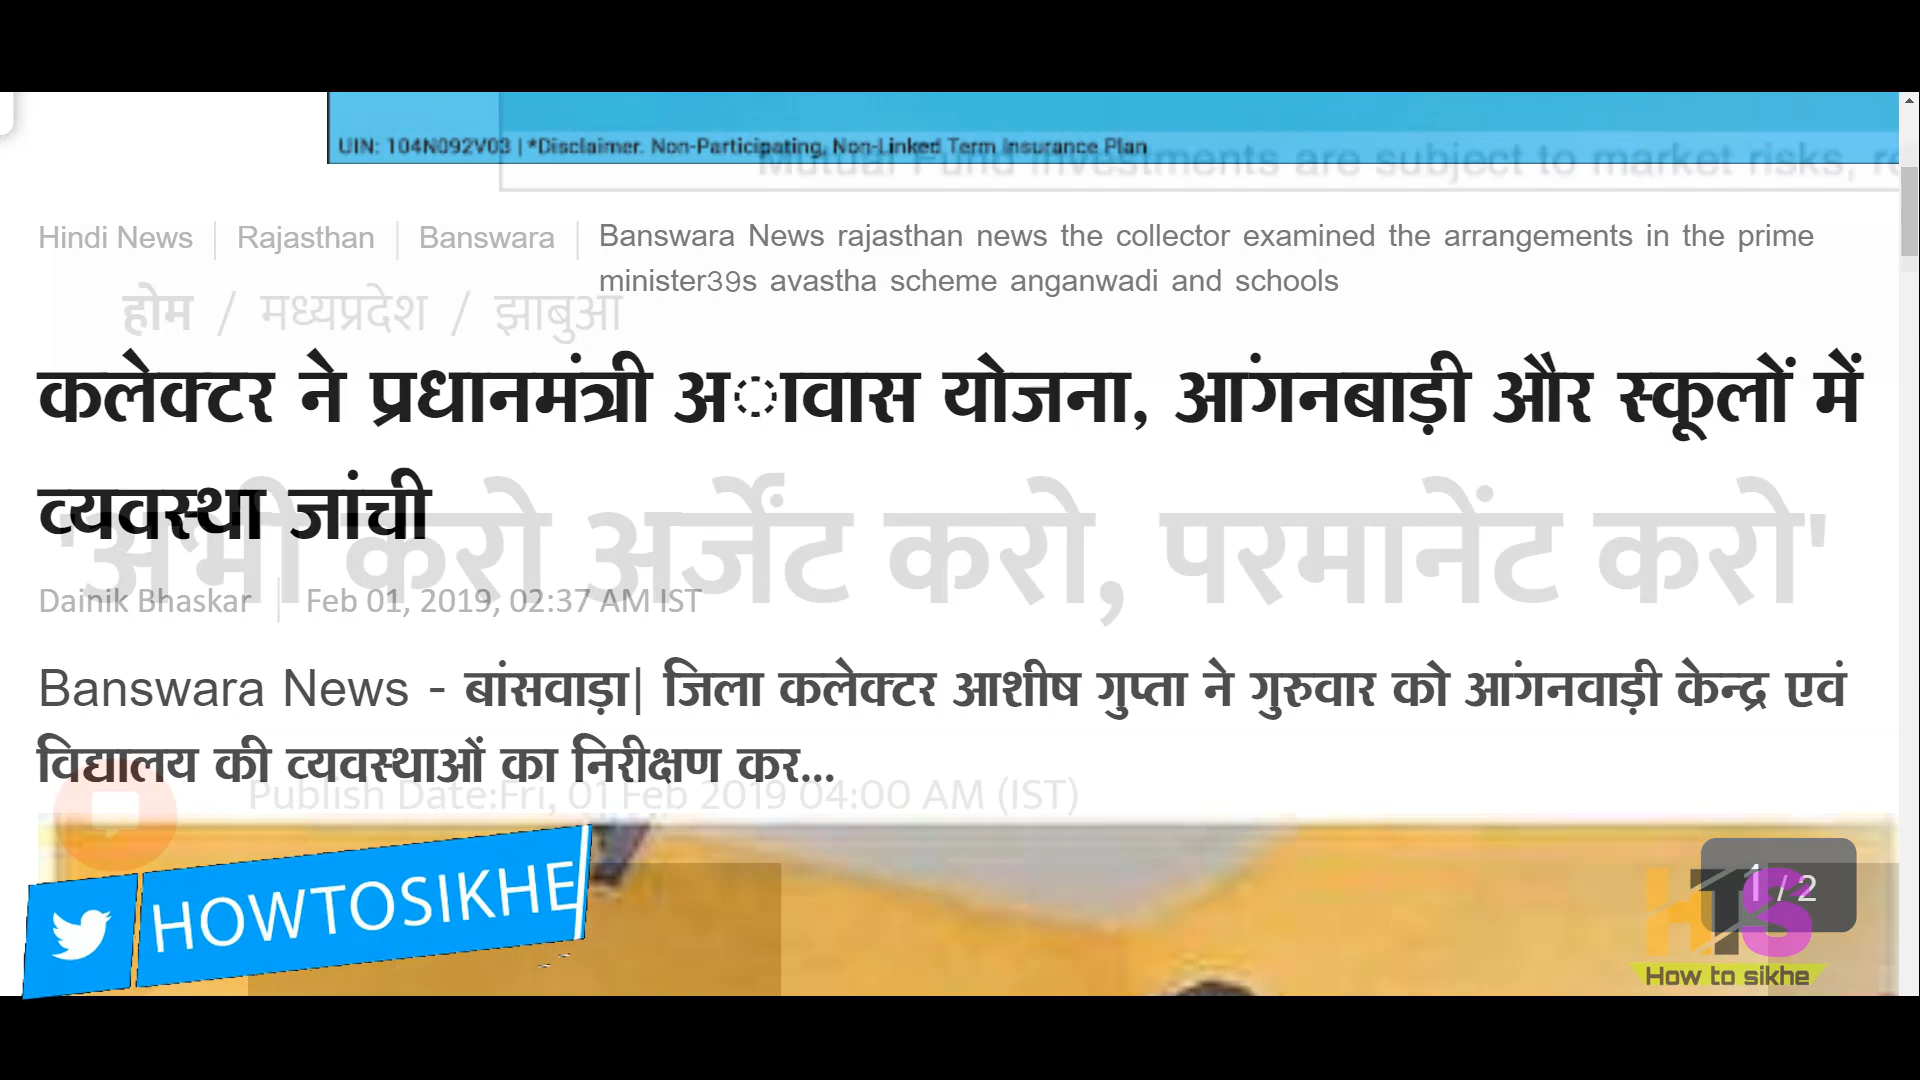 UIN: 104N092V03 | *Disclaimer. Non-Participating, Non-Linked Term Insurance Plan
Mutual Fund investments are subject to market risks,
Hindi News | Rajasthan | Banswara | Banswara News rajasthan news the collector examined the arrangements in the prime
minister39s avastha scheme anganwadi and schools
होम / मध्यप्रदेश / झाबुआ
कलेक्टर ने प्रधानमंत्री अ◌ावास योजना, आंगनबाड़ी और स्कूलों में
व्यवस्था जांची
'अभी करो अर्जेंट करो, परमानेंट करो'
Dainik Bhaskar | Feb 01, 2019, 02:37 AM IST
Banswara News - बांसवाड़ा| जिला कलेक्टर आशीष गुप्ता ने गुरुवार को आंगनवाड़ी केन्द्र एवं
विद्यालय की व्यवस्थाओं का निरीक्षण कर...
Publish Date:Fri, 01 Feb 2019 04:00 AM (IST)
HOWTOSIKHE
1 / 2
HTS
How to sikhe